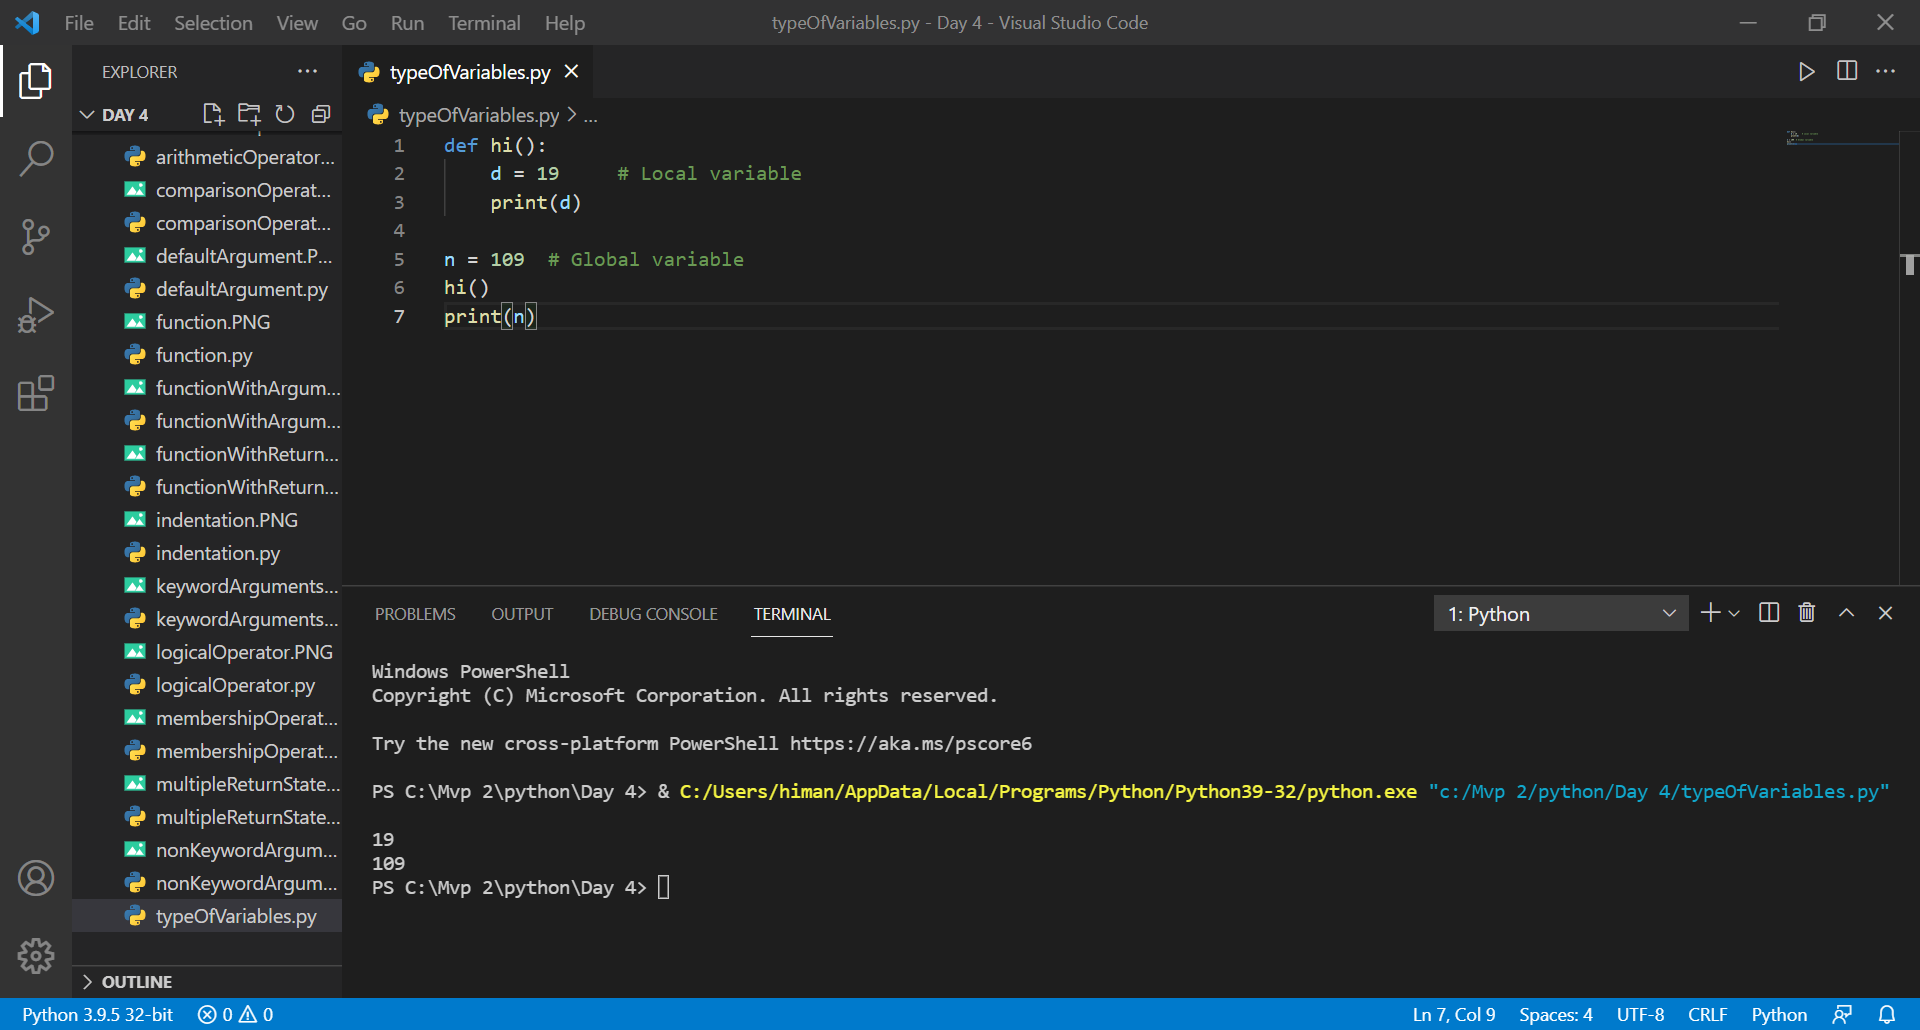 File Edit Selection View Go Run Terminal Help
typeOfVariables.py - Day 4 - Visual Studio Code
EXPLORER
DAY 4
arithmeticOperator...
comparisonOperat...
comparisonOperat...
defaultArgument.P...
defaultArgument.py
function.PNG
function.py
functionWithArgum...
functionWithArgum...
functionWithReturn...
functionWithReturn...
indentation.PNG
indentation.py
keywordArguments...
keywordArguments...
logicalOperator.PNG
logicalOperator.py
membershipOperat...
membershipOperat...
multipleReturnState...
multipleReturnState...
nonKeywordArgum...
nonKeywordArgum...
typeOfVariables.py
OUTLINE
typeOfVariables.py
typeOfVariables.py > ...
1 def hi():
2     d = 19     # Local variable
3     print(d)
4
5 n = 109  # Global variable
6 hi()
7 print(n)
PROBLEMS OUTPUT DEBUG CONSOLE TERMINAL
1: Python
Windows PowerShell
Copyright (C) Microsoft Corporation. All rights reserved.
Try the new cross-platform PowerShell https://aka.ms/pscore6
PS C:\Mvp 2\python\Day 4> & C:/Users/himan/AppData/Local/Programs/Python/Python39-32/python.exe "c:/Mvp 2/python/Day 4/typeOfVariables.py"
19
109
PS C:\Mvp 2\python\Day 4>
Python 3.9.5 32-bit 0 0
Ln 7, Col 9 Spaces: 4 UTF-8 CRLF Python